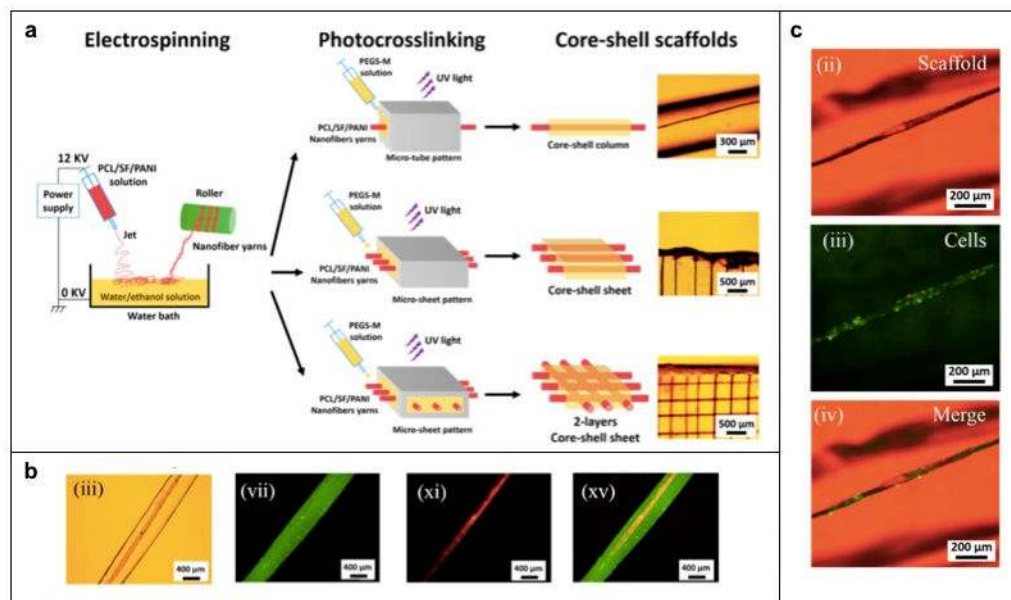 a
Electrospinning
Photocrosslinking
Core-shell scaffolds
12 KV
PCL/SF/PANI
solution
Power
supply
Jet
Roller
Nanofiber yarns
0 KV
Water/ethanol solution
Water bath
PEGS-M
solution
UV light
PCL/SF/PANI
Nanofibers yarns
Micro-tube pattern
Core-shell column
300 µm
PEGS-M
solution
UV light
PCL/SF/PANI
Nanofibers yarns
Micro-sheet pattern
Core-shell sheet
500 µm
PEGS-M
solution
UV light
PCL/SF/PANI
Nanofibers yarns
Micro-sheet pattern
2-layers
Core-shell sheet
500 µm
b
(iii)
400 µm
(vii)
400 µm
(xi)
400 µm
(xv)
400 µm
c
(ii)
Scaffold
200 µm
(iii)
Cells
200 µm
(iv)
Merge
200 µm